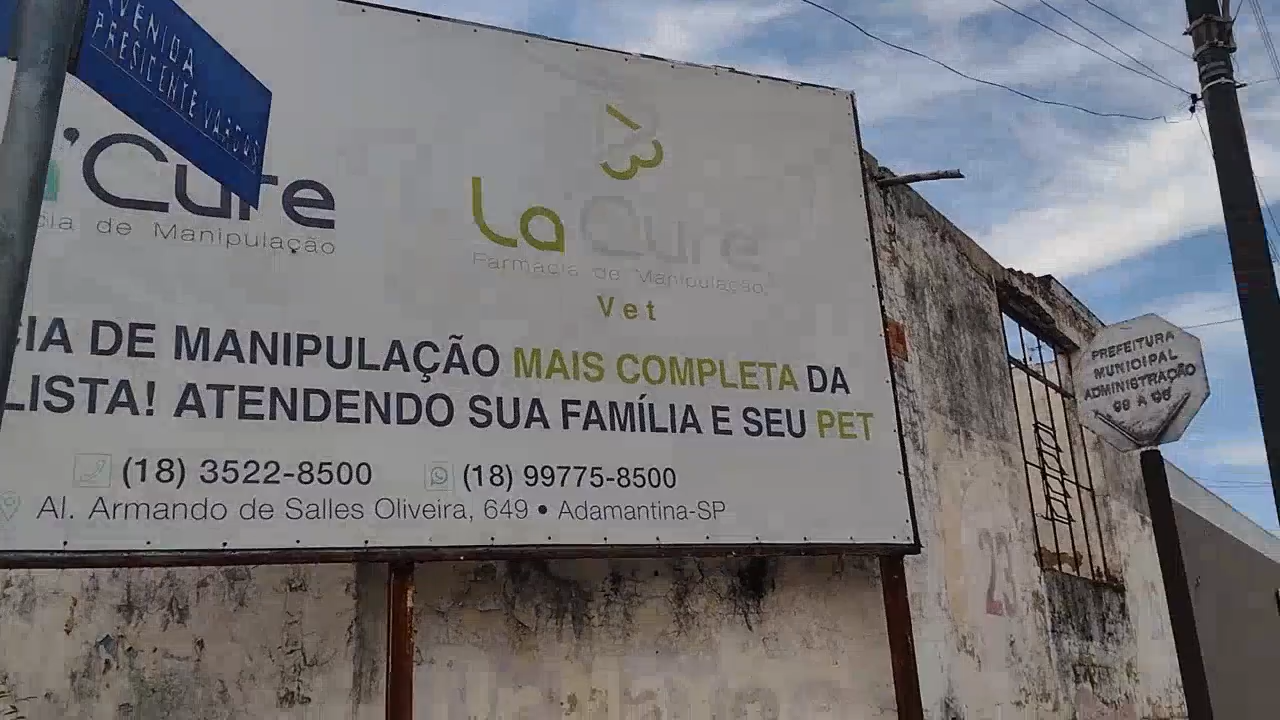 AVENIDA
PRESIDENTE VARGAS
a'Cure
cia de Manipulação
La Cure
Farmacia de Manipulação
Vet
CIA DE MANIPULAÇÃO MAIS COMPLETA DA
LISTA! ATENDENDO SUA FAMÍLIA E SEU PET
(18) 3522-8500
(18) 99775-8500
Al. Armando de Salles Oliveira, 649 • Adamantina-SP
PREFEITURA
MUNICIPAL
ADMINISTRAÇÃO
23